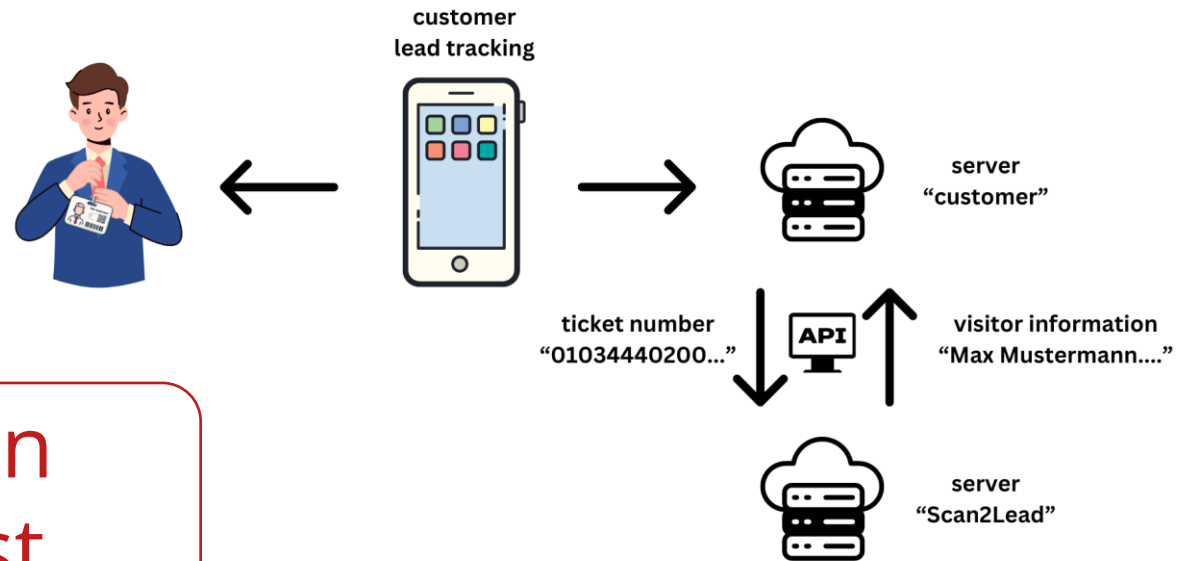 customer
lead tracking
server
“customer”
ticket number
“01034440200...”
API
visitor information
“Max Mustermann....”
server
“Scan2Lead”